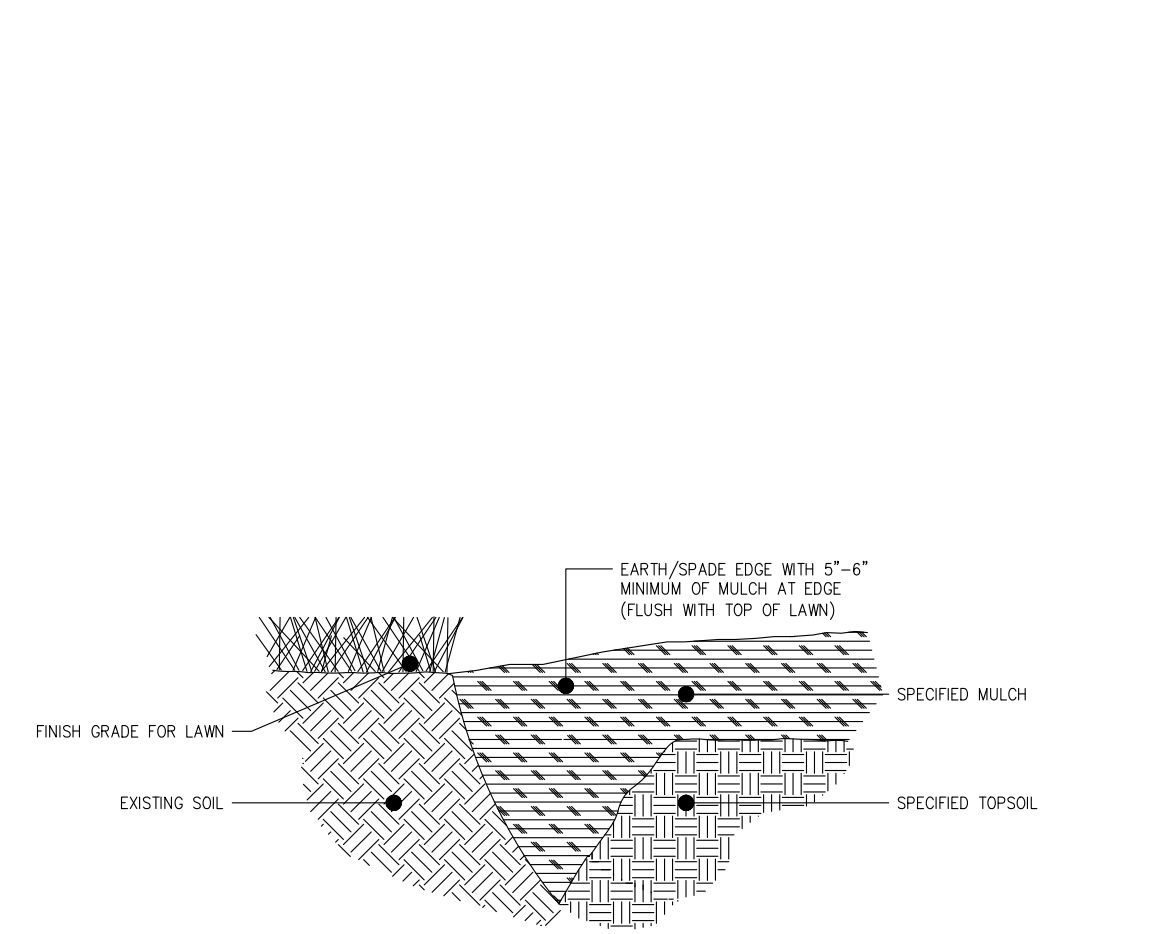 EARTH/SPADE EDGE WITH 5”–6”
MINIMUM OF MULCH AT EDGE
(FLUSH WITH TOP OF LAWN)
SPECIFIED MULCH
FINISH GRADE FOR LAWN
EXISTING SOIL
SPECIFIED TOPSOIL